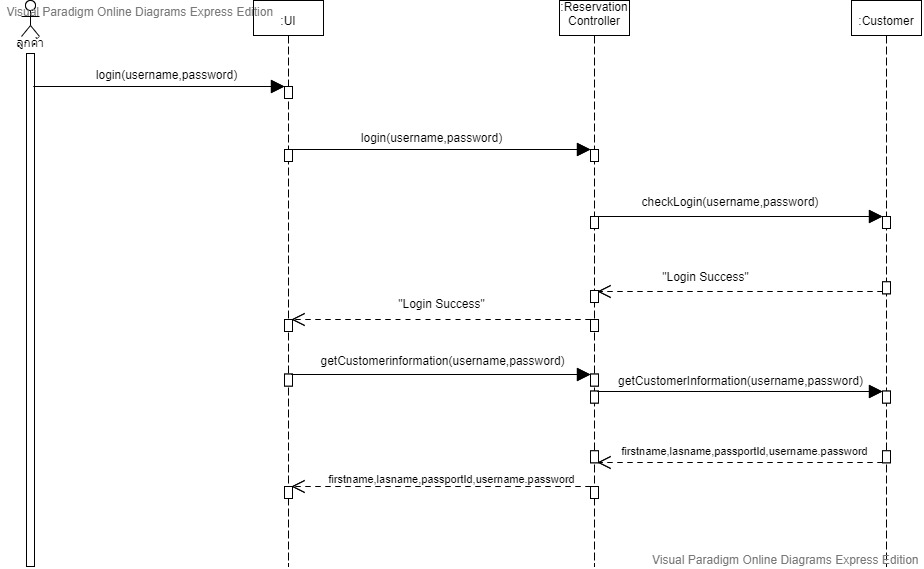 Visual Paradigm Online Diagrams Express Edition
ลูกค้า
:UI
:Reservation
Controller
:Customer
login(username,password)
login(username,password)
checkLogin(username,password)
"Login Success"
"Login Success"
getCustomerinformation(username,password)
getCustomerInformation(username,password)
firstname,lasname,passportId,username.password
firstname,lasname,passportId,username.password
Visual Paradigm Online Diagrams Express Edition